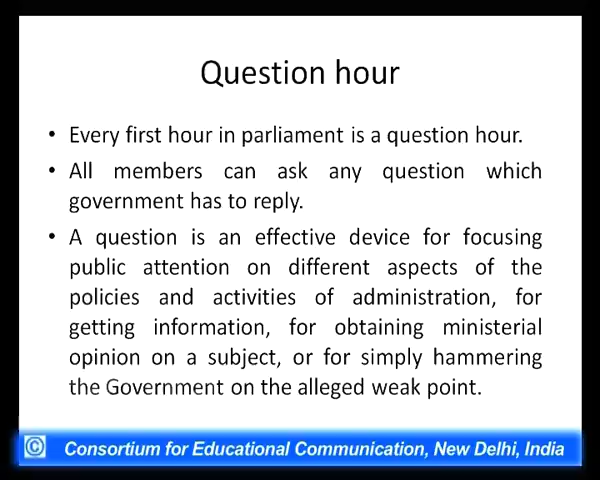 Question hour
• Every first hour in parliament is a question hour.
• All members can ask any question which
government has to reply.
• A question is an effective device for focusing
public attention on different aspects of the
policies and activities of administration, for
getting information, for obtaining ministerial
opinion on a subject, or for simply hammering
the Government on the alleged weak point.
© Consortium for Educational Communication, New Delhi, India